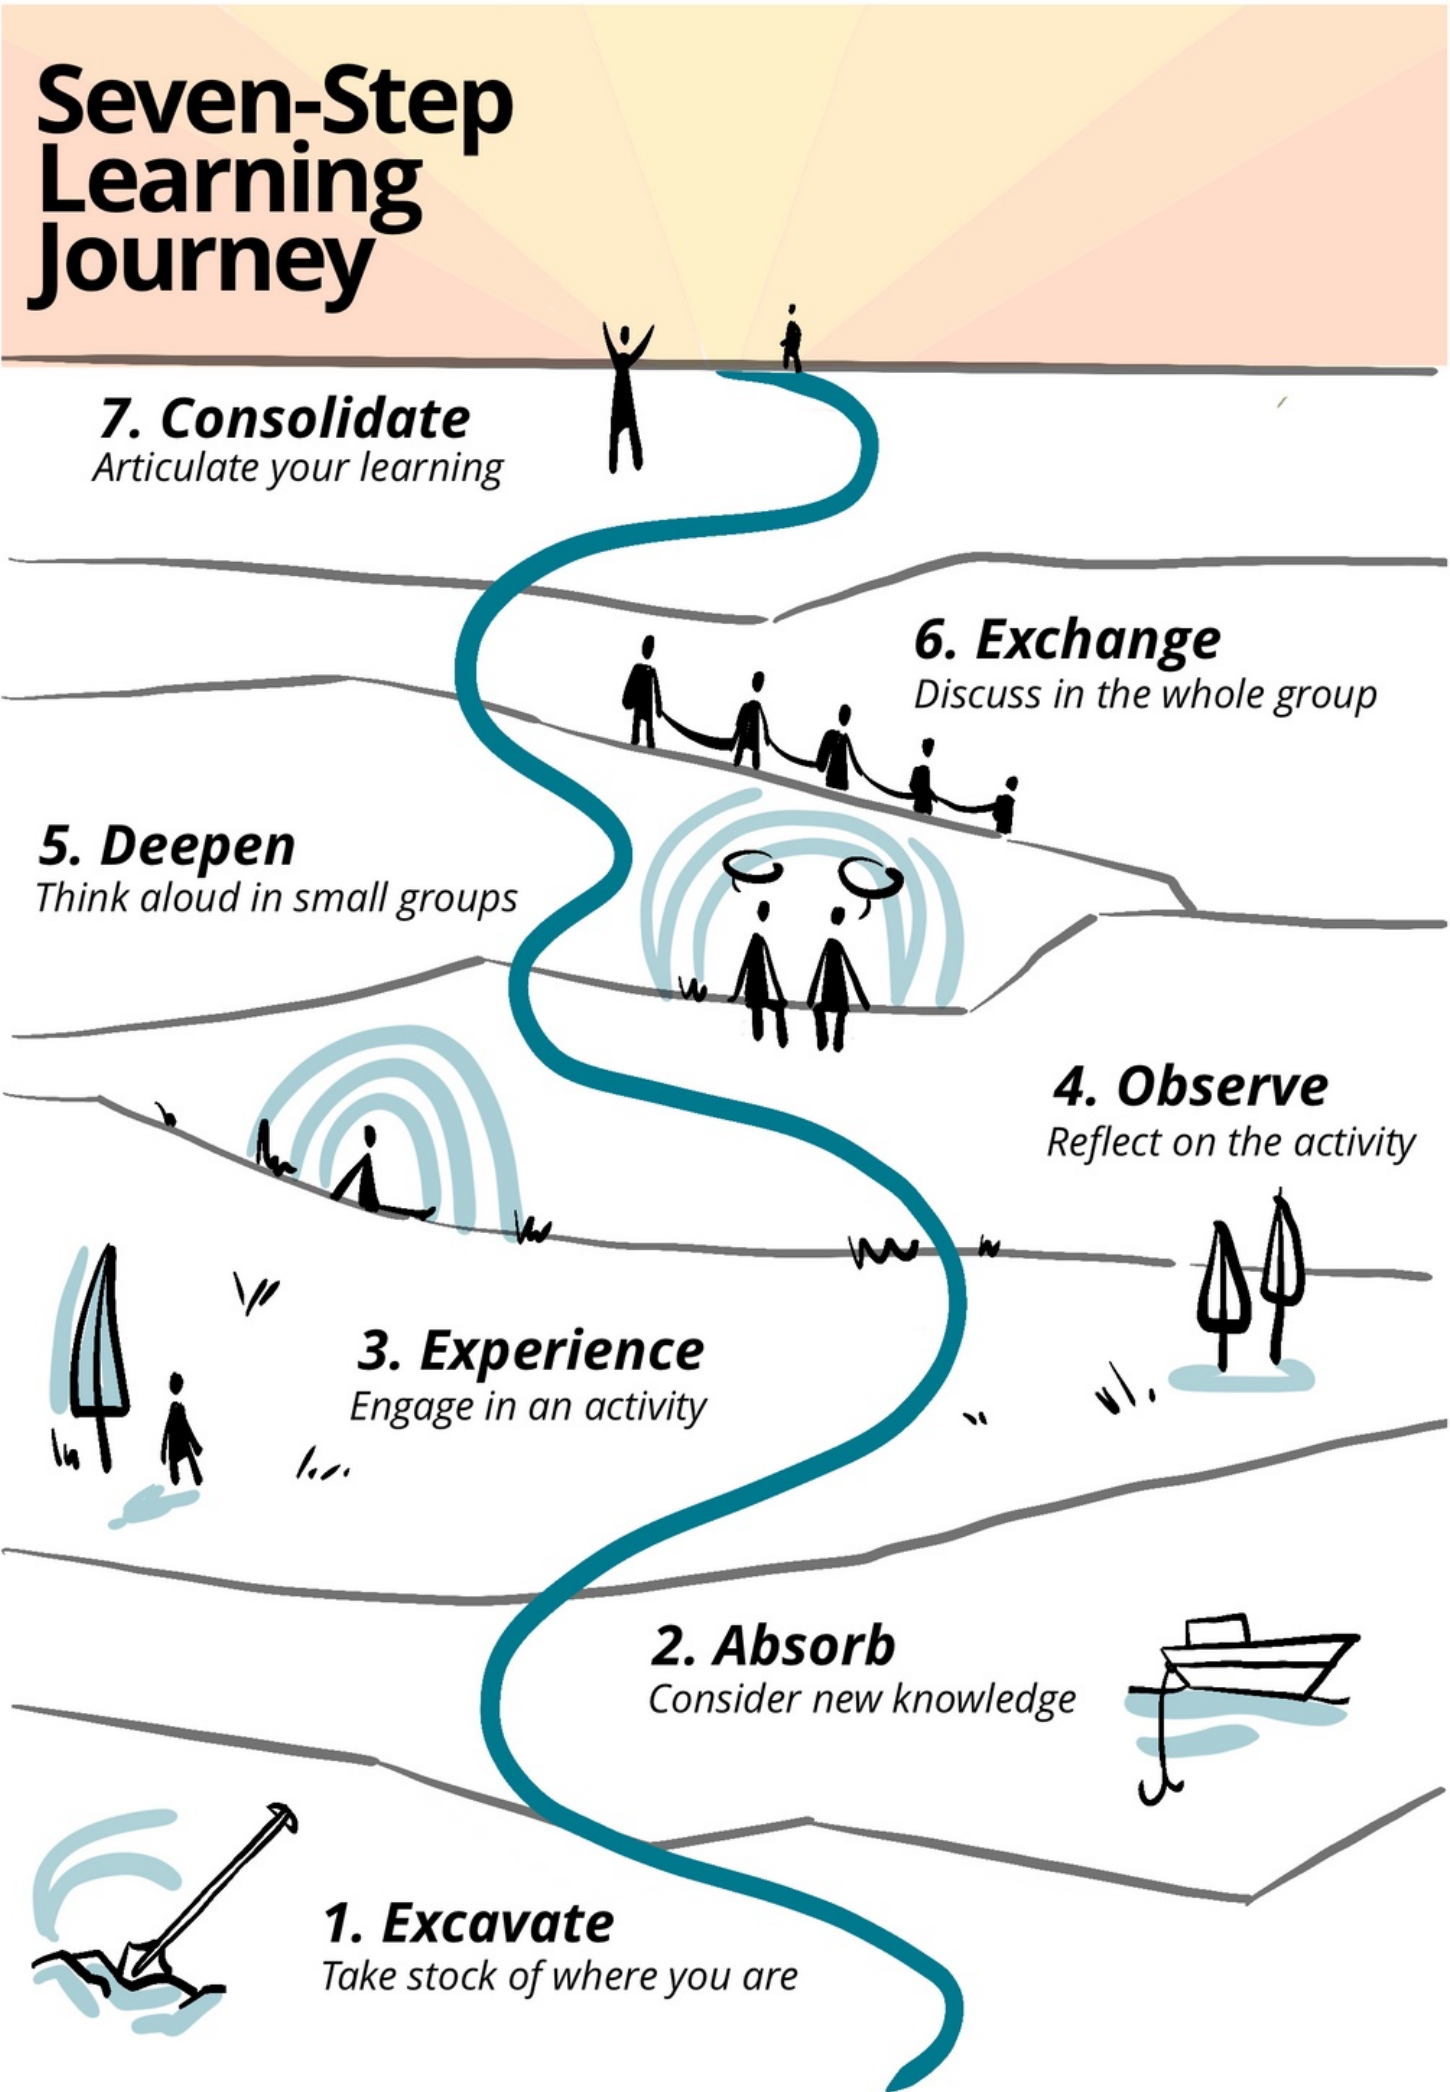 Seven-Step
Learning
Journey
7. Consolidate
Articulate your learning
6. Exchange
Discuss in the whole group
5. Deepen
Think aloud in small groups
4. Observe
Reflect on the activity
3. Experience
Engage in an activity
2. Absorb
Consider new knowledge
1. Excavate
Take stock of where you are